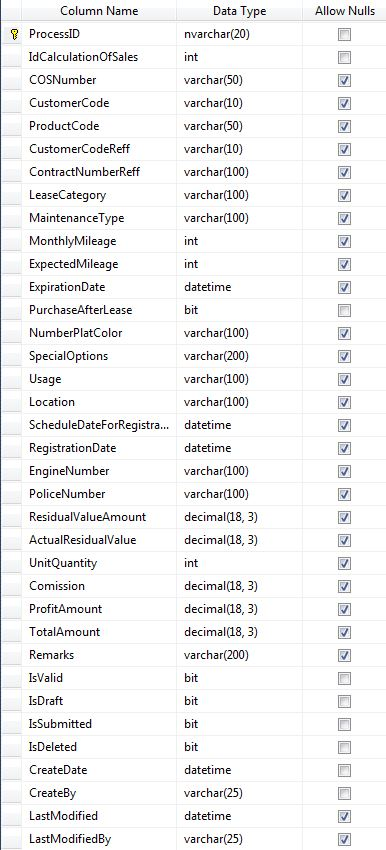 Column Name Data Type Allow Nulls
ProcessID nvarchar(20)
IdCalculationOfSales int
COSNumber varchar(50)
CustomerCode varchar(10)
ProductCode varchar(50)
CustomerCodeReff varchar(10)
ContractNumberReff varchar(100)
LeaseCategory varchar(100)
MaintenanceType varchar(100)
MonthlyMileage int
ExpectedMileage int
ExpirationDate datetime
PurchaseAfterLease bit
NumberPlatColor varchar(100)
SpecialOptions varchar(200)
Usage varchar(100)
Location varchar(100)
ScheduleDateForRegistra... datetime
RegistrationDate datetime
EngineNumber varchar(100)
PoliceNumber varchar(100)
ResidualValueAmount decimal(18, 3)
ActualResidualValue decimal(18, 3)
UnitQuantity int
Comission decimal(18, 3)
ProfitAmount decimal(18, 3)
TotalAmount decimal(18, 3)
Remarks varchar(200)
IsValid bit
IsDraft bit
IsSubmitted bit
IsDeleted bit
CreateDate datetime
CreateBy varchar(25)
LastModified datetime
LastModifiedBy varchar(25)